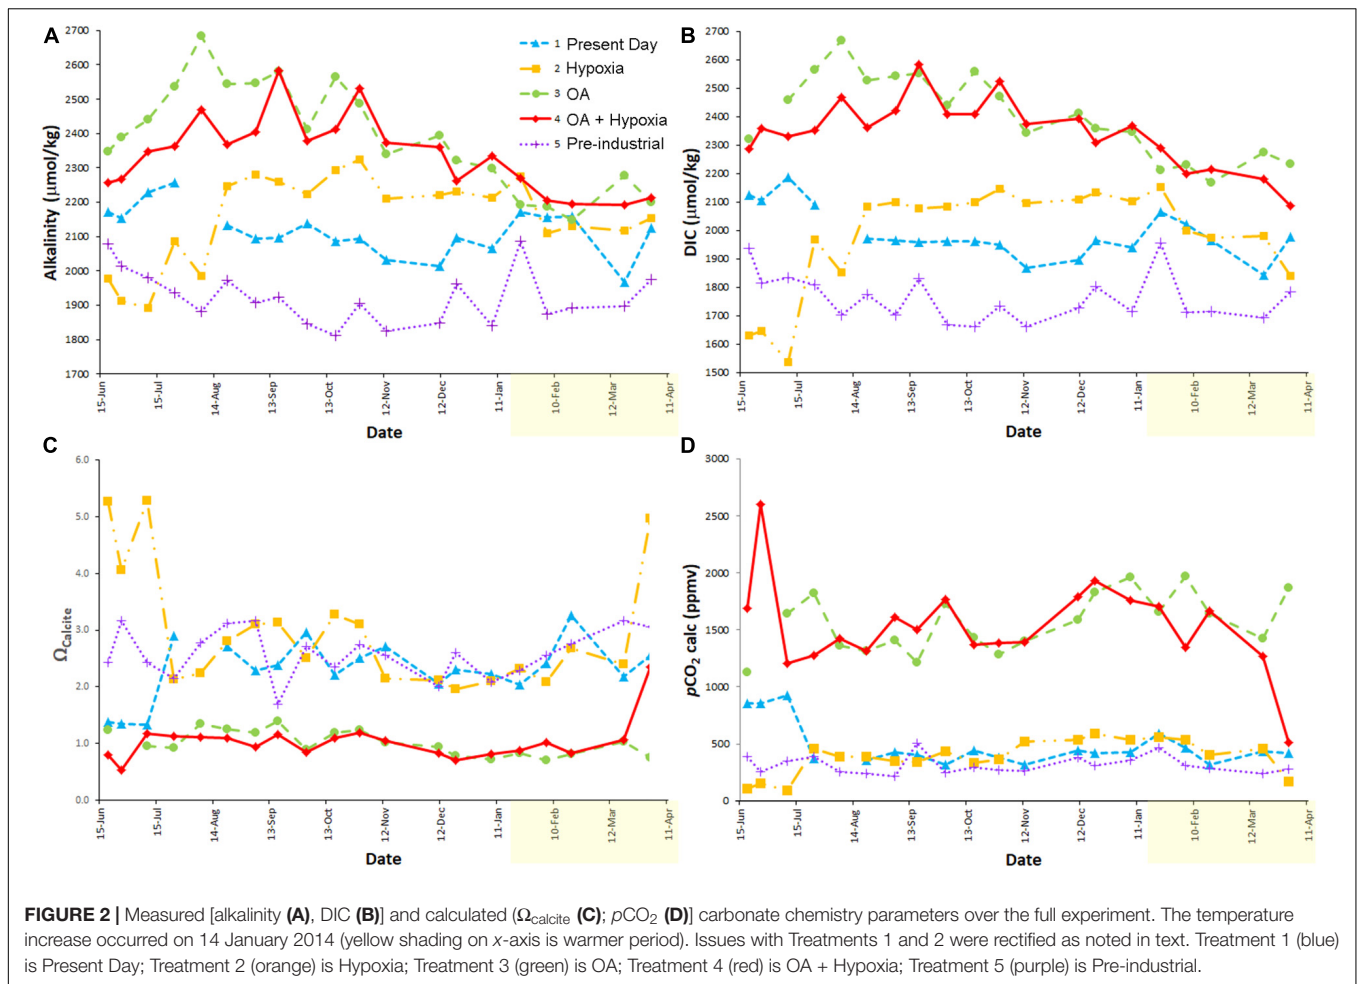 A
2700
2600
2500
2400
2300
2200
2100
2000
1900
1800
1700
Alkalinity (µmol/kg)
1 Present Day
2 Hypoxia
3 OA
4 OA + Hypoxia
5 Pre-industrial
15-Jun
15-Jul
14-Aug
13-Sep
13-Oct
12-Nov
12-Dec
11-Jan
10-Feb
12-Mar
11-Apr
Date
B
2700
2600
2500
2400
2300
2200
2100
2000
1900
1800
1700
1600
1500
DIC (µmol/kg)
15-Jun
15-Jul
14-Aug
13-Sep
13-Oct
12-Nov
12-Dec
11-Jan
10-Feb
12-Mar
11-Apr
Date
C
6.0
5.0
4.0
3.0
2.0
1.0
0.0
ΩCalcite
15-Jun
15-Jul
14-Aug
13-Sep
13-Oct
12-Nov
12-Dec
11-Jan
10-Feb
12-Mar
11-Apr
Date
D
3000
2500
2000
1500
1000
500
0
pCO2 calc (ppmv)
15-Jun
15-Jul
14-Aug
13-Sep
13-Oct
12-Nov
12-Dec
11-Jan
10-Feb
12-Mar
11-Apr
Date
FIGURE 2 | Measured [alkalinity (A), DIC (B)] and calculated (Ωcalcite (C); pCO2 (D)] carbonate chemistry parameters over the full experiment. The temperature
increase occurred on 14 January 2014 (yellow shading on x-axis is warmer period). Issues with Treatments 1 and 2 were rectified as noted in text. Treatment 1 (blue)
is Present Day; Treatment 2 (orange) is Hypoxia; Treatment 3 (green) is OA; Treatment 4 (red) is OA + Hypoxia; Treatment 5 (purple) is Pre-industrial.